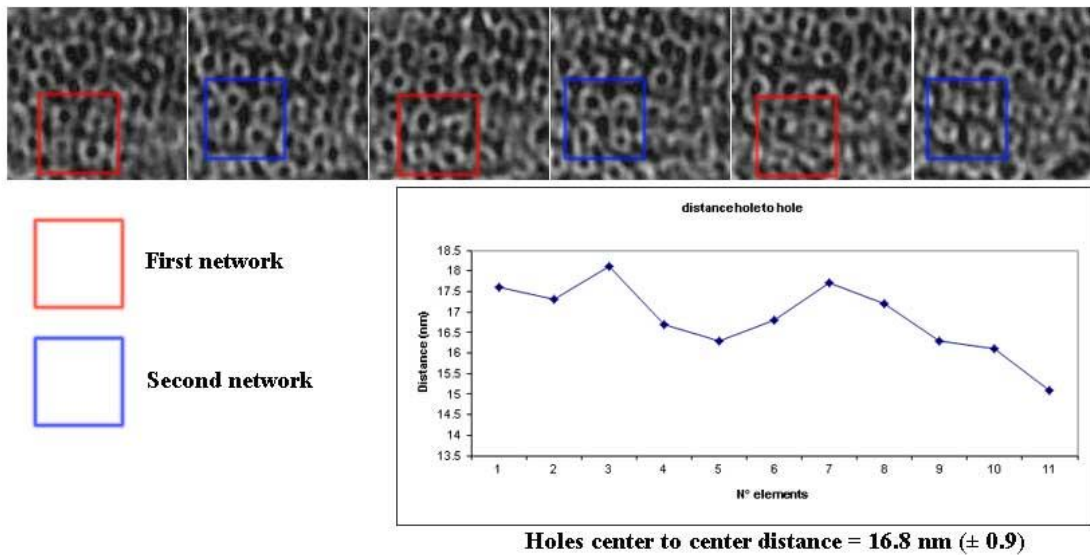 First network
Second network
distance hole to hole
18.5
18
17.5
17
16.5
16
15.5
15
14.5
14
13.5
Distance (nm)
1 2 3 4 5 6 7 8 9 10 11
N° elements
Holes center to center distance = 16.8 nm (± 0.9)